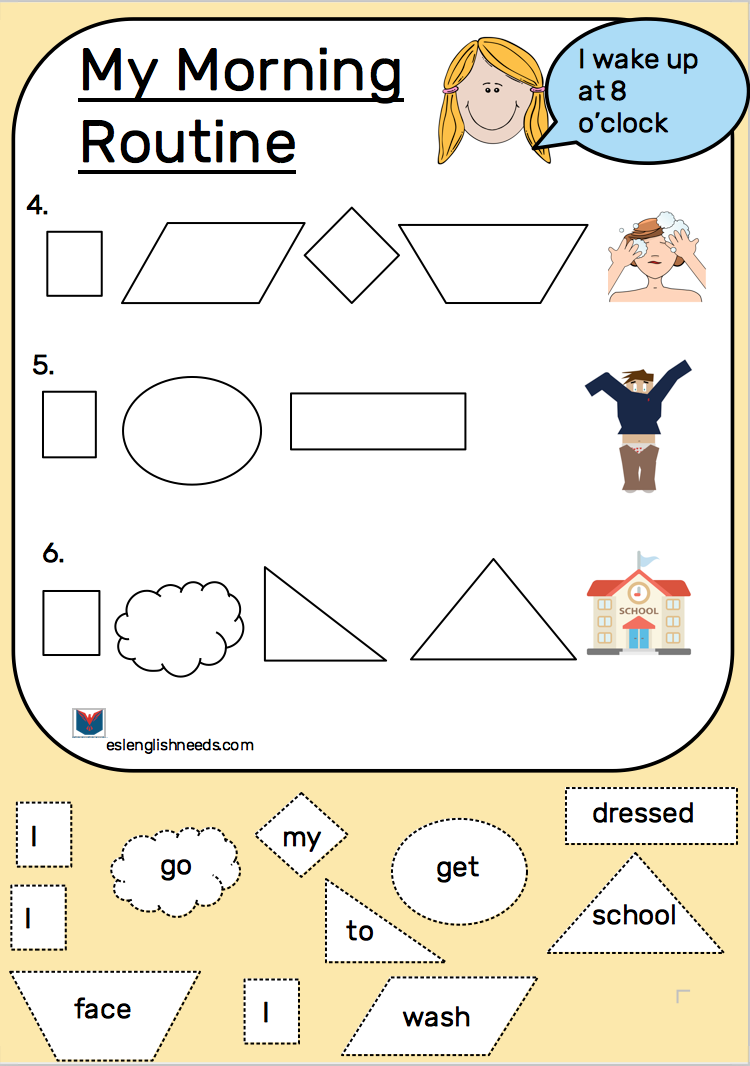 My Morning
Routine
I wake up
at 8
o'clock
4.
5.
6.
SCHOOL
eslenglishneeds.com
dressed
I
my
go
get
I
school
to
face
I
wash